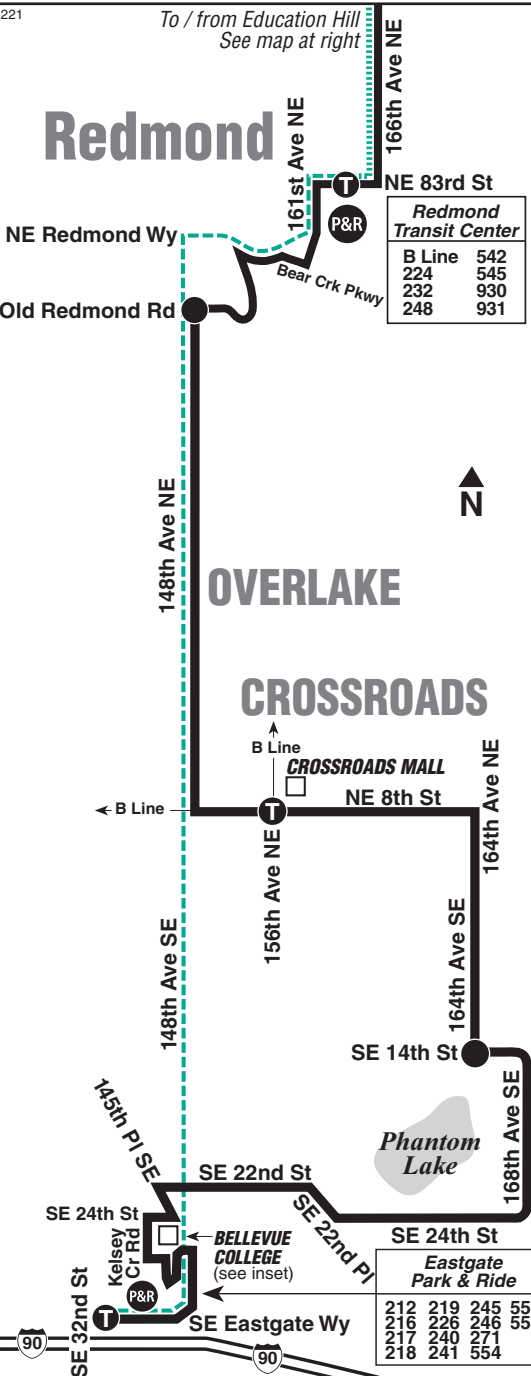 221
To / from Education Hill
See map at right
166th Ave NE
Redmond
161st Ave NE
T
NE 83rd St
P&R
NE Redmond Wy
Bear Crk Pkwy
Redmond
Transit Center
B Line 542
224 545
232 930
248 931
Old Redmond Rd
148th Ave NE
N
OVERLAKE
CROSSROADS
B Line
CROSSROADS MALL
B Line
T
NE 8th St
164th Ave NE
156th Ave NE
148th Ave SE
164th Ave SE
SE 14th St
168th Ave SE
Phantom
Lake
145th Pl SE
SE 22nd St
SE 22nd Pl
SE 24th St
SE 24th St
Kelsey
Cr Rd
BELLEVUE
COLLEGE
(see inset)
P&R
SE 32nd St
T
SE Eastgate Wy
Eastgate
Park & Ride
212 219 245 55
216 226 246 55
217 240 271
218 241 554
90
90